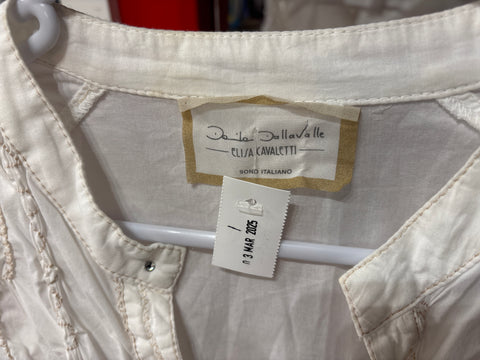 Daniela Dallavalle
— ELISA CAVALETTI —
SONO ITALIANO
/
03 MAR 2025